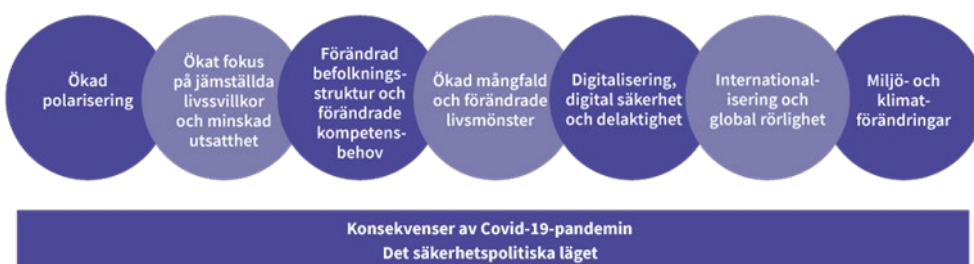 Ökad
polarisering
Ökat fokus
på jämställda
livssvillkor
och minskad
utsatthet
Förändrad
befolknings-
struktur och
förändrade
kompetens-
behov
Ökad mångfald
och förändrade
livsmönster
Digitalisering,
digital säkerhet
och delaktighet
International-
isering och
global rörlighet
Miljö- och
klimat-
förändringar
Konsekvenser av Covid-19-pandemin
Det säkerhetspolitiska läget